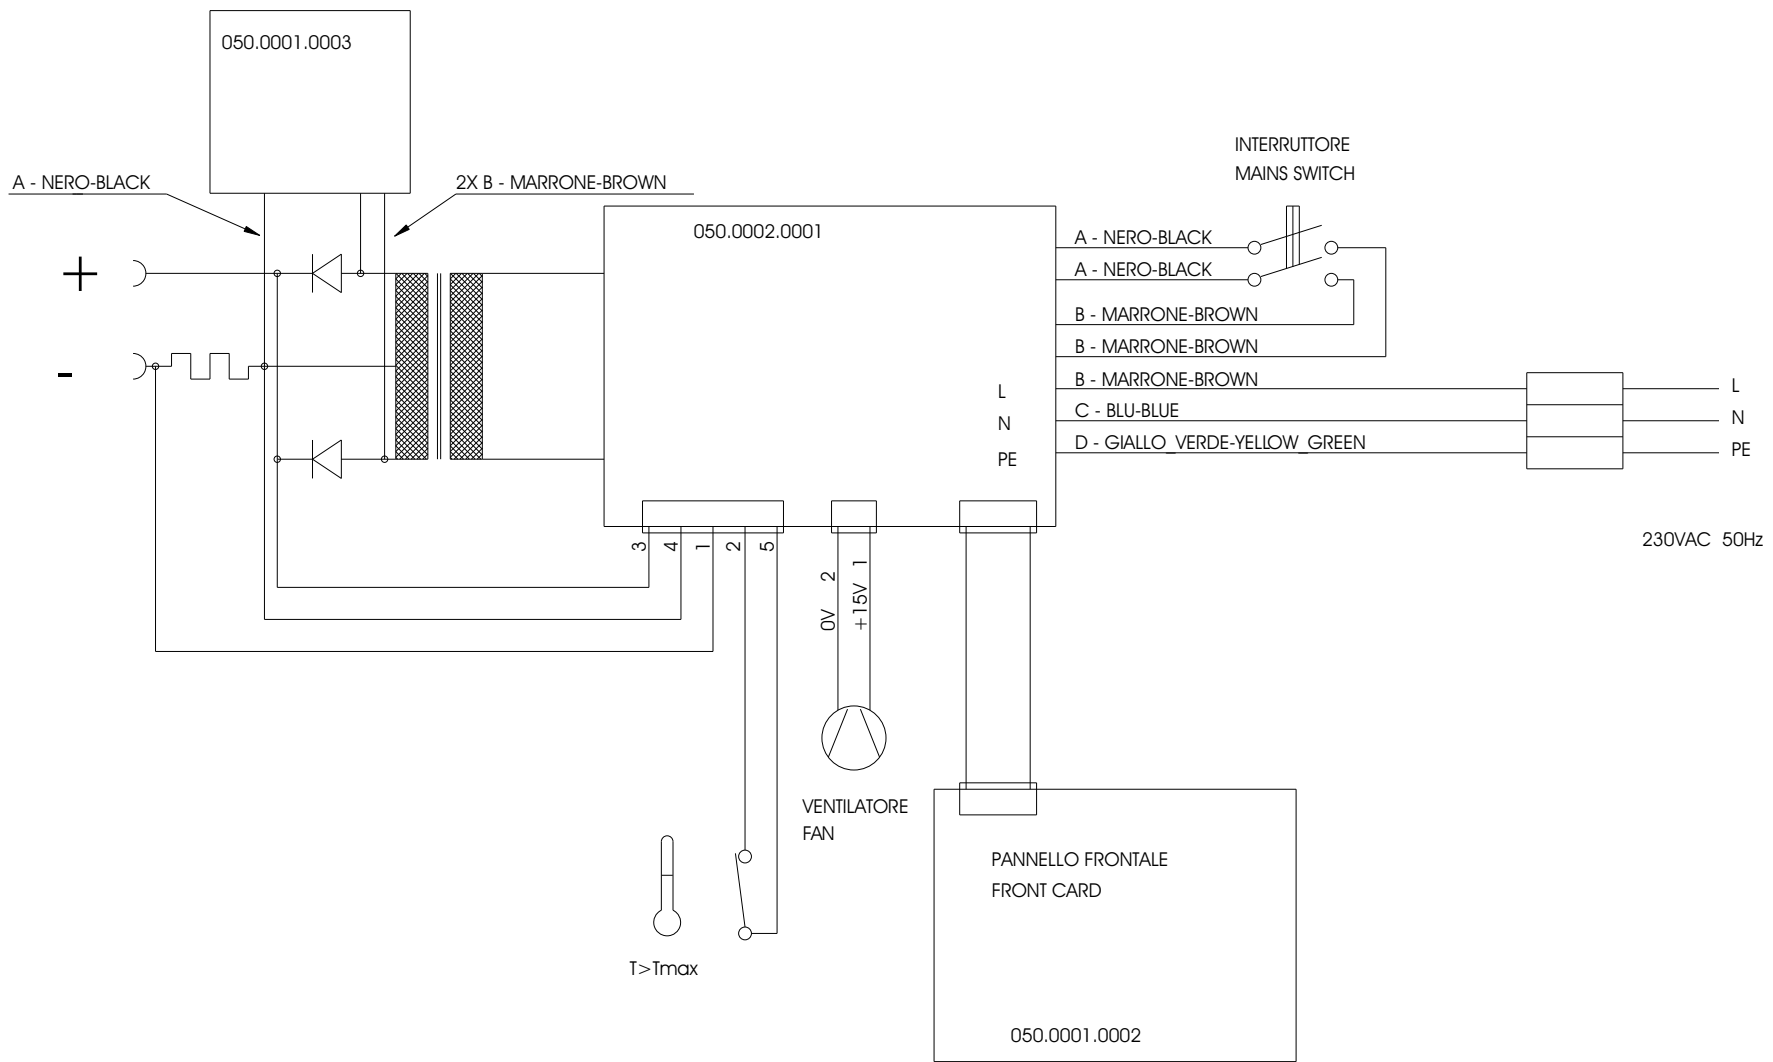 050.0001.0003
A - NERO-BLACK
2X B - MARRONE-BROWN
INTERRUTTORE
MAINS SWITCH
050.0002.0001
A - NERO-BLACK
A - NERO-BLACK
B - MARRONE-BROWN
B - MARRONE-BROWN
B - MARRONE-BROWN
C - BLU-BLUE
D - GIALLO_VERDE-YELLOW_GREEN
L
N
PE
L
N
PE
+
-
230VAC 50Hz
3
4
1
2
5
0V 2
+15V 1
VENTILATORE
FAN
T>Tmax
PANNELLO FRONTALE
FRONT CARD
050.0001.0002